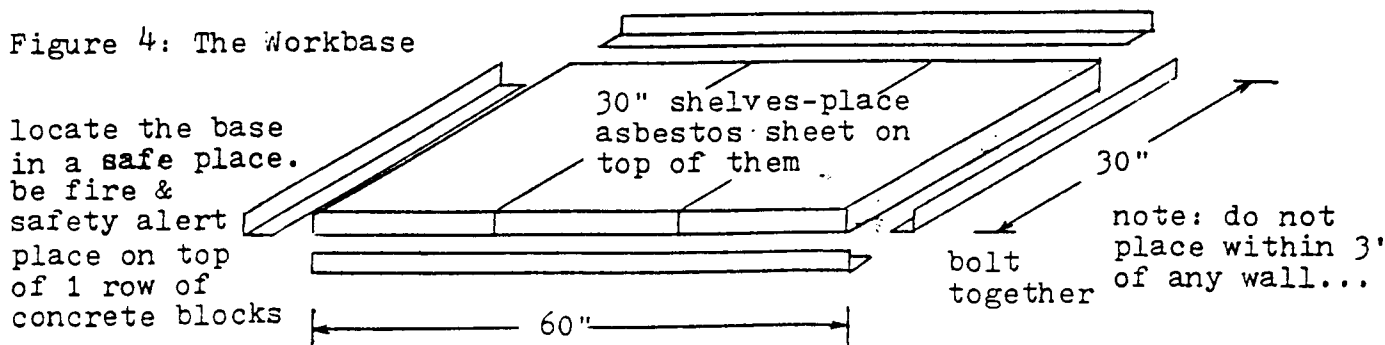 Figure 4: The Workbase
locate the base
in a safe place.
be fire &
safety alert
place on top
of 1 row of
concrete blocks
30" shelves-place
asbestos sheet on
top of them
30"
note: do not
place within 3'
of any wall...
bolt
together
60"